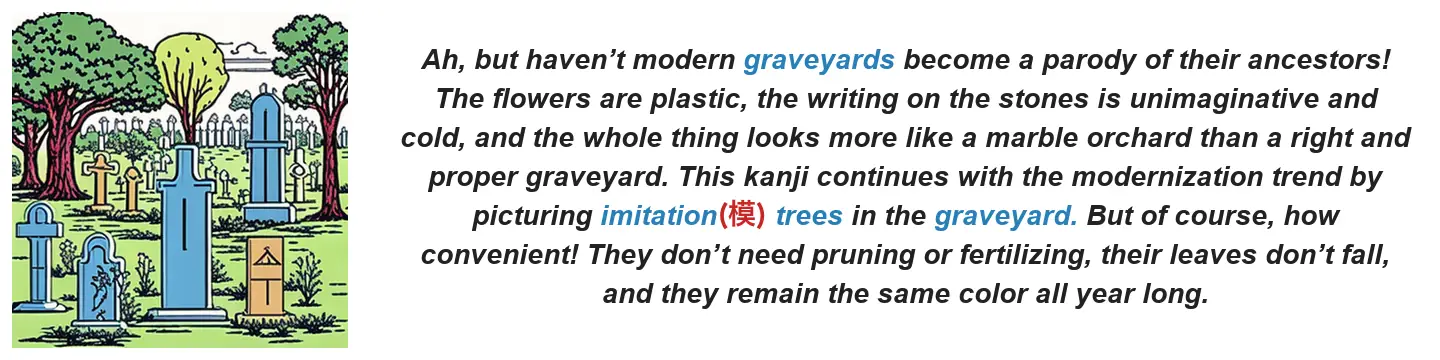 Ah, but haven’t modern graveyards become a parody of their ancestors!
The flowers are plastic, the writing on the stones is unimaginative and
cold, and the whole thing looks more like a marble orchard than a right and
proper graveyard. This kanji continues with the modernization trend by
picturing imitation(模) trees in the graveyard. But of course, how
convenient! They don’t need pruning or fertilizing, their leaves don’t fall,
and they remain the same color all year long.